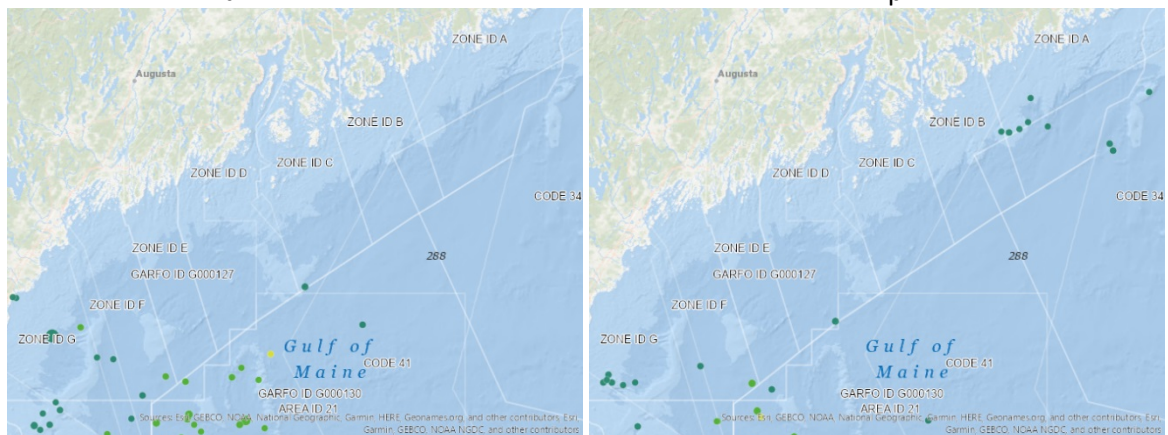 ZONE ID A
Augusta
ZONE ID B
ZONE ID C
ZONE ID D
CODE 34
ZONE ID E
288
GARFO ID G000127
ZONE ID F
ZONE ID G
Gulf of
Maine
CODE 41
GARFO ID G000130
AREA ID 21
Sources: Esri, GEBCO, NOAA, National Geographic, Garmin, HERE, Geonames.org, and other contributors, Esri,
Garmin, GEBCO, NOAA NGDC, and other contributors
ZONE ID A
Augusta
ZONE ID B
ZONE ID C
ZONE ID D
CODE 34
ZONE ID E
288
GARFO ID G000127
ZONE ID F
ZONE ID G
Gulf of
Maine
CODE 41
GARFO ID G000130
AREA ID 21
Sources: Esri, GEBCO, NOAA, National Geographic, Garmin, HERE, Geonames.org, and other contributors, Esri,
Garmin, GEBCO, NOAA NGDC, and other contributors